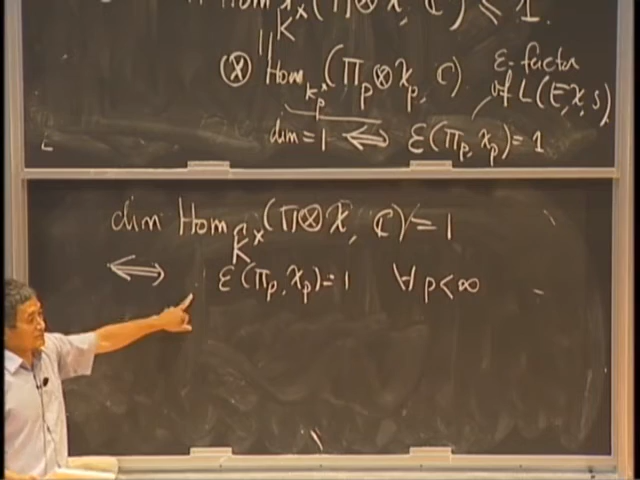 Hom_{K^×}(Π⊗χ, ℂ) ≤ 1.
||
⊗ Hom_{K_p^×}(Π_p⊗χ_p, ℂ)
ε-factor
of L(E,χ,s)
dim = 1 ⟺ ε(Π_p, χ_p) = 1
dim Hom_{K̂^×}(Π⊗χ, ℂ) = 1
⟺ ε(Π_p, χ_p) = 1 ∀ p<∞